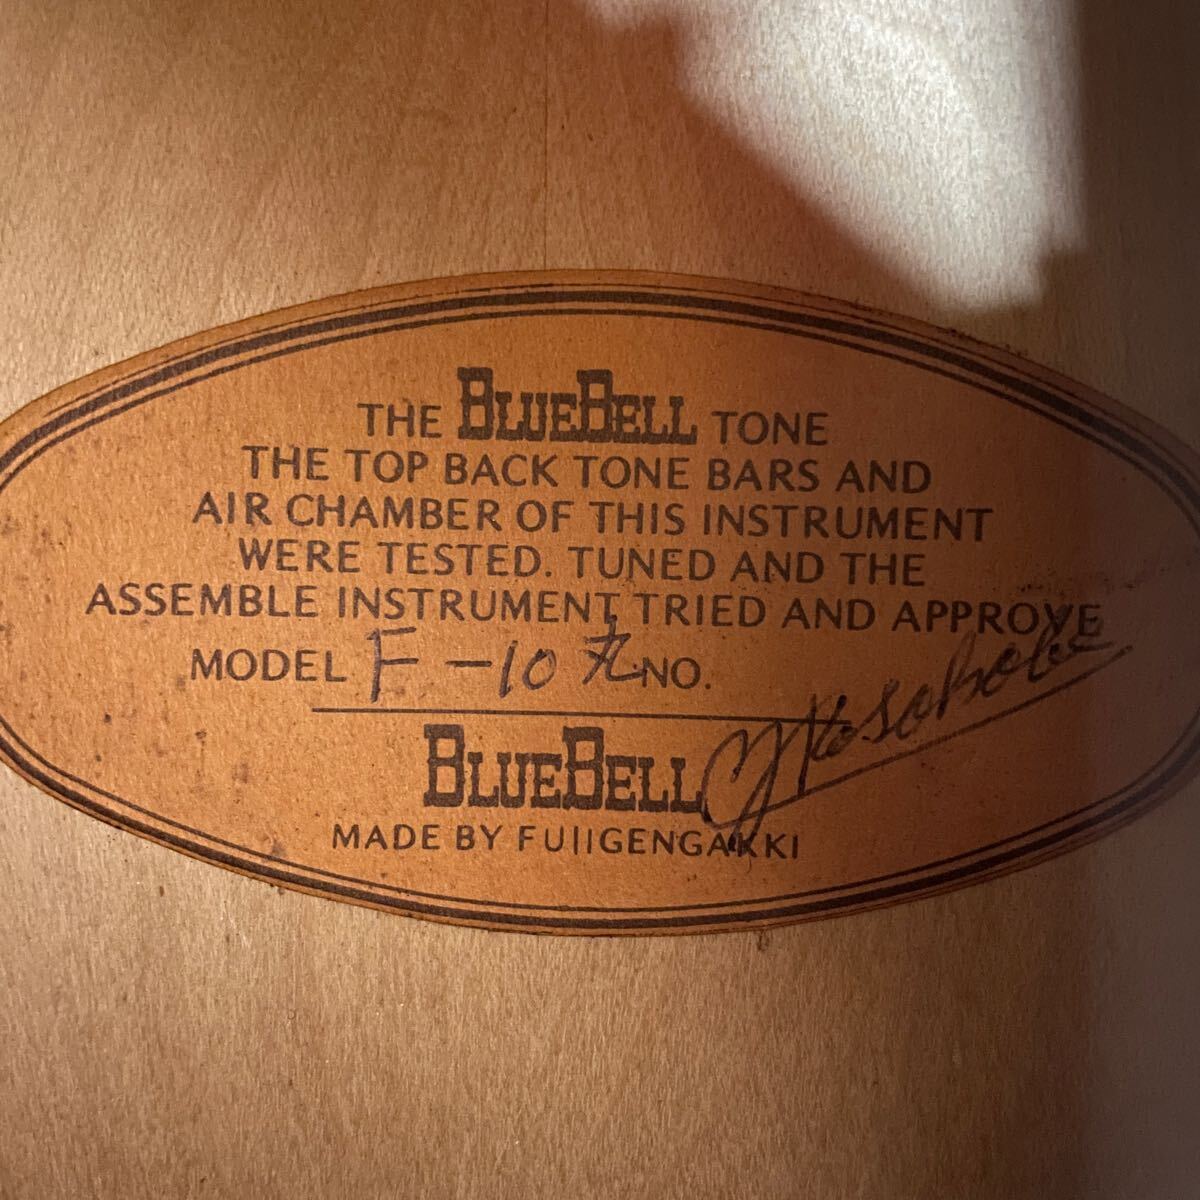 THE BLUEBELL TONE
THE TOP BACK TONE BARS AND
AIR CHAMBER OF THIS INSTRUMENT
WERE TESTED. TUNED AND THE
ASSEMBLE INSTRUMENT TRIED AND APPROVE
MODEL F-10 NO.
BLUEBELL
MADE BY FUJIGENGAKKI